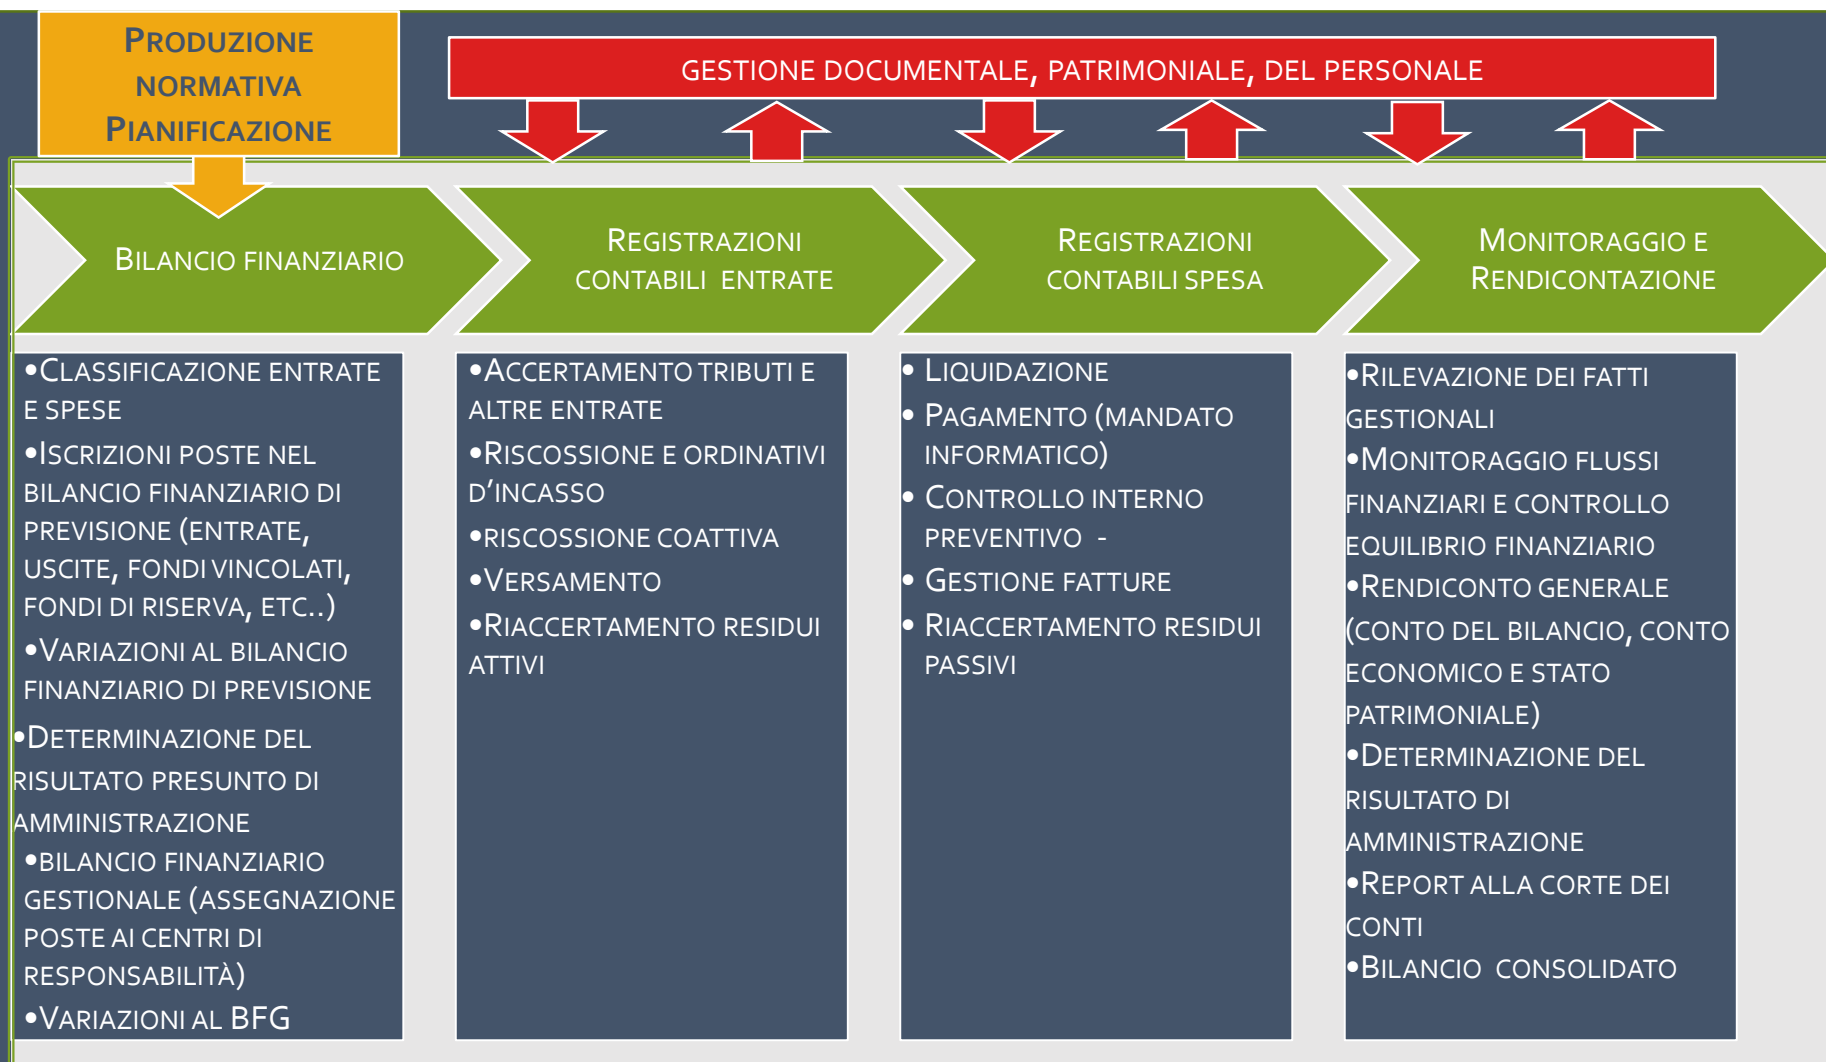 Produzione
normativa
Pianificazione
gestione documentale, patrimoniale, del personale
Bilancio finanziario
Registrazioni
contabili entrate
Registrazioni
contabili spesa
Monitoraggio e
Rendicontazione
•Classificazione entrate
e spese
•Iscrizioni poste nel
bilancio finanziario di
previsione (entrate,
uscite, fondi vincolati,
fondi di riserva, etc..)
•Variazioni al bilancio
finanziario di previsione
•Determinazione del
risultato presunto di
amministrazione
•bilancio finanziario
gestionale (assegnazione
poste ai centri di
responsabilità)
•Variazioni al BFG
•Accertamento tributi e
altre entrate
•Riscossione e ordinativi
d'incasso
•riscossione coattiva
•Versamento
•Riaccertamento residui
attivi
• Liquidazione
• Pagamento (mandato
informatico)
• Controllo interno
preventivo -
• Gestione fatture
• Riaccertamento residui
passivi
•Rilevazione dei fatti
gestionali
•Monitoraggio flussi
finanziari e controllo
equilibrio finanziario
•Rendiconto generale
(conto del bilancio, conto
economico e stato
patrimoniale)
•Determinazione del
risultato di
amministrazione
•Report alla corte dei
conti
•Bilancio consolidato